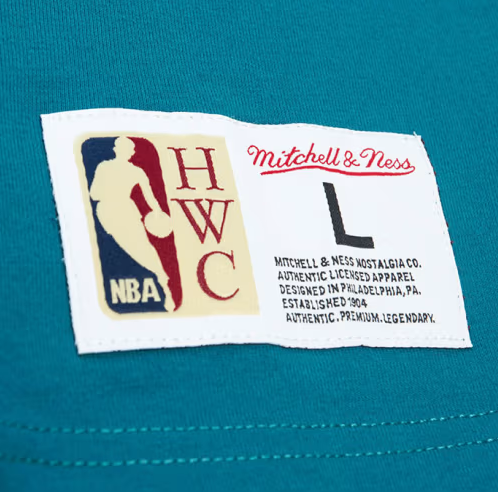 NBA
H
W
C
Mitchell & Ness
L
MITCHELL & NESS NOSTALGIA CO.
AUTHENTIC LICENSED APPAREL
DESIGNED IN PHILADELPHIA, PA.
ESTABLISHED 1904
AUTHENTIC. PREMIUM. LEGENDARY.